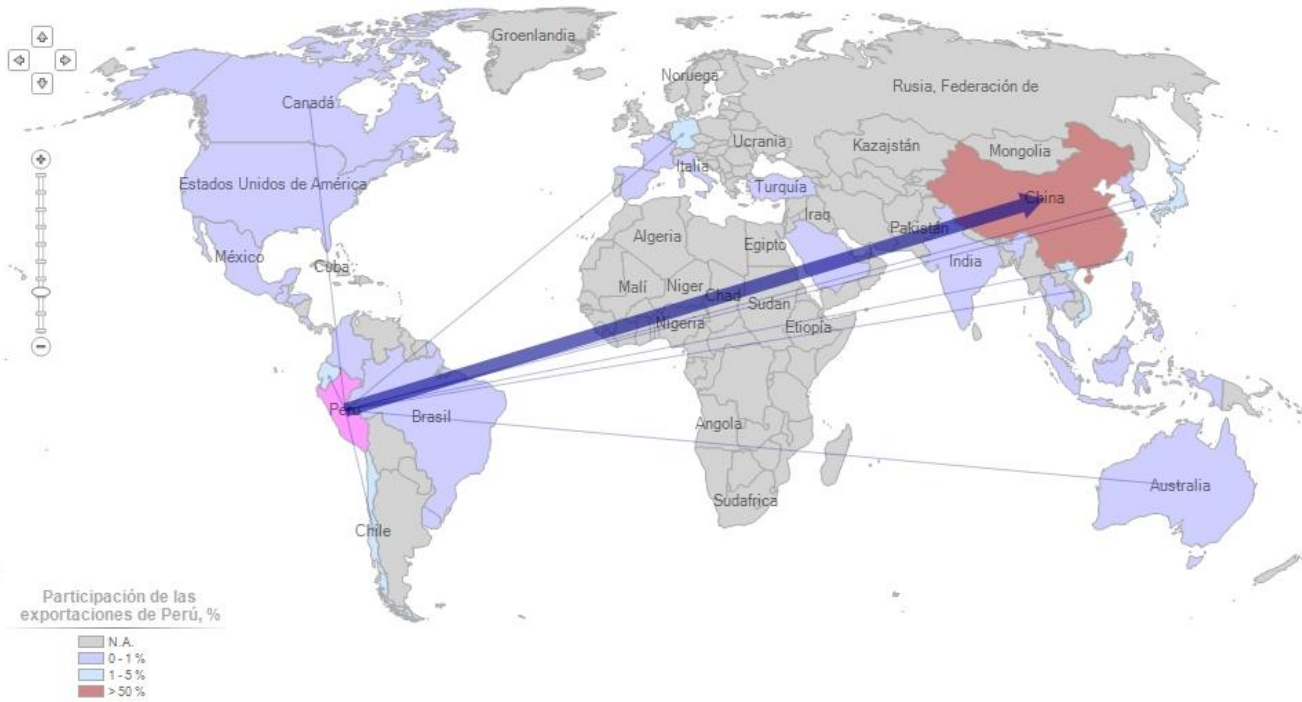 Groenlandia
Noruega
Rusia, Federación de
Canadá
Ucrania
Kazajstán
Mongolia
Italia
Estados Unidos de América
Turquía
China
Iraq
Pakistán
México
Algeria
Egipto
India
Cuba
Malí
Niger
Chad
Sudan
Nigeria
Etiopía
Perú
Brasil
Angola
Australia
Sudafrica
Chile
Participación de las
exportaciones de Perú, %
N.A.
0 - 1 %
1 - 5 %
> 50 %